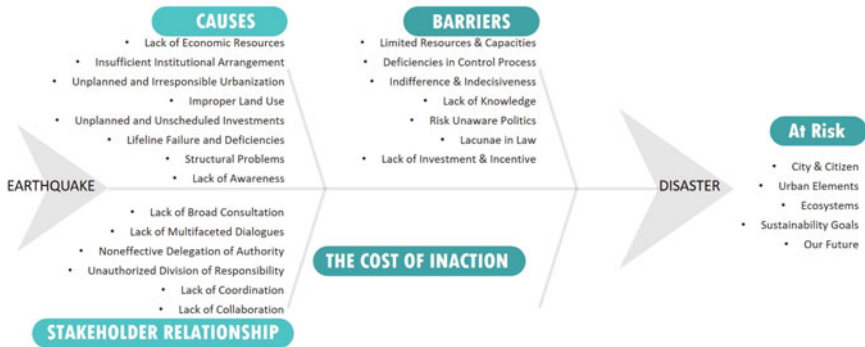 CAUSES
• Lack of Economic Resources
• Insufficient Institutional Arrangement
• Unplanned and Irresponsible Urbanization
• Improper Land Use
• Unplanned and Unscheduled Investments
• Lifeline Failure and Deficiencies
• Structural Problems
• Lack of Awareness
BARRIERS
• Limited Resources & Capacities
• Deficiencies in Control Process
• Indifference & Indecisiveness
• Lack of Knowledge
• Risk Unaware Politics
• Lacunae in Law
• Lack of Investment & Incentive
EARTHQUAKE
DISASTER
At Risk
• City & Citizen
• Urban Elements
• Ecosystems
• Sustainability Goals
• Our Future
• Lack of Broad Consultation
• Lack of Multifaceted Dialogues
• Noneffective Delegation of Authority
• Unauthorized Division of Responsibility
• Lack of Coordination
• Lack of Collaboration
STAKEHOLDER RELATIONSHIP
THE COST OF INACTION